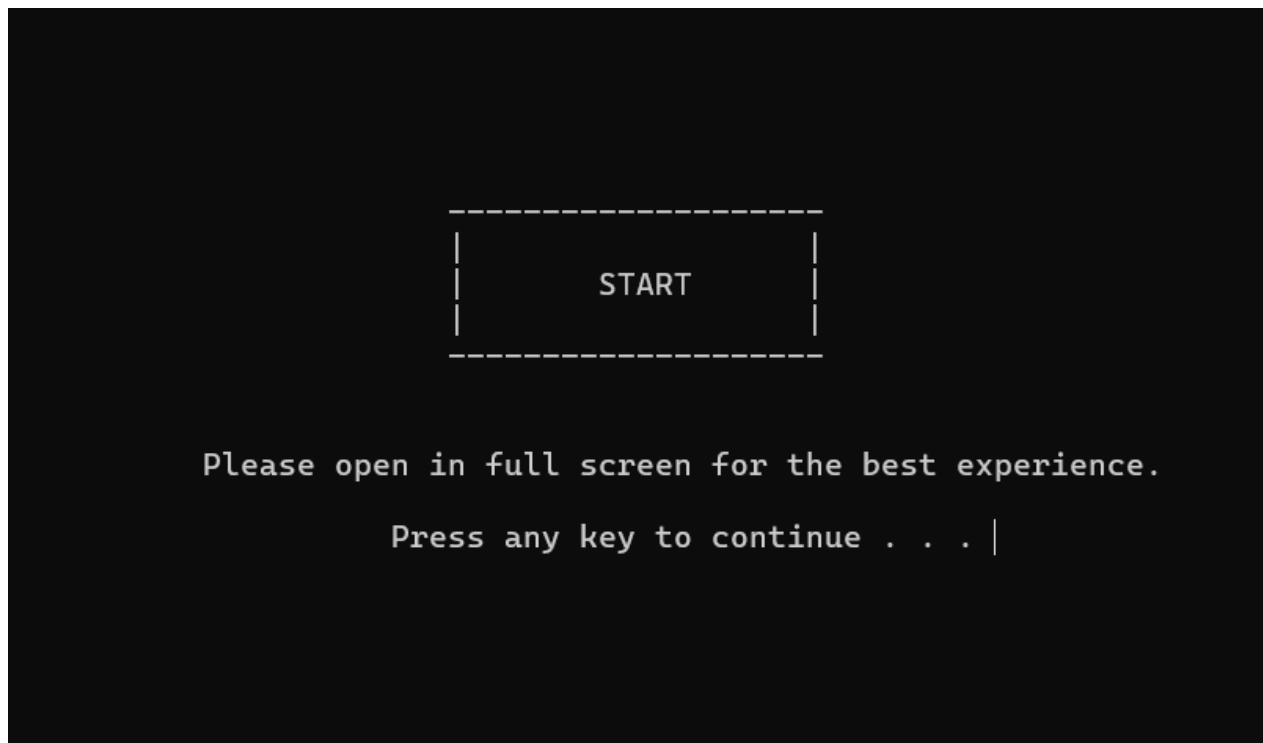 --------------------
| |
| START |
| |
--------------------
Please open in full screen for the best experience.
Press any key to continue . . .